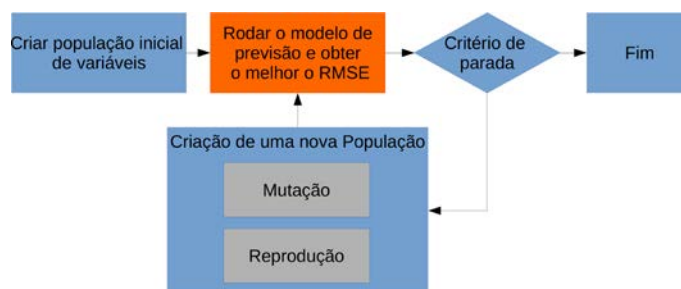 Criar população inicial
de variáveis
Rodar o modelo de
previsão e obter
o melhor o RMSE
Critério de
parada
Fim
Criação de uma nova População
Mutação
Reprodução